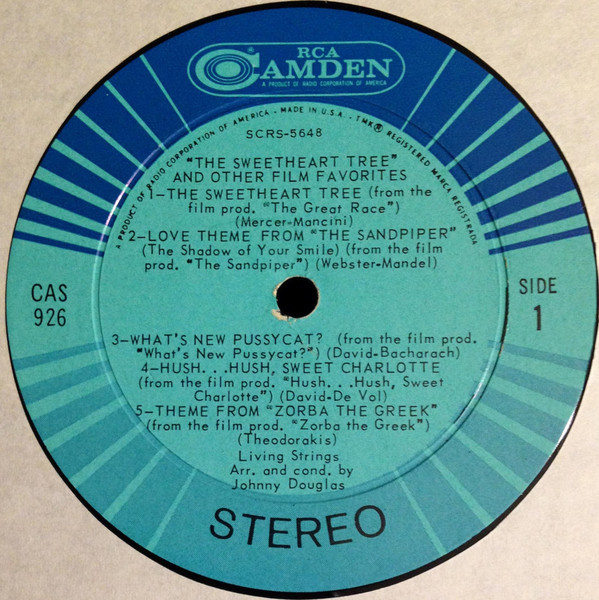 RCA
CAMDEN
A PRODUCT OF RADIO CORPORATION OF AMERICA
A PRODUCT OF RADIO CORPORATION OF AMERICA - MADE IN U.S.A. - TMK ® REGISTERED MARCA REGISTRADA
SCRS-5648
"THE SWEETHEART TREE"
AND OTHER FILM FAVORITES
1-THE SWEETHEART TREE (from the
film prod. "The Great Race")
(Mercer-Mancini)
2-LOVE THEME FROM "THE SANDPIPER"
(The Shadow of Your Smile) (from the film
prod. "The Sandpiper") (Webster-Mandel)
CAS
926
SIDE
1
3-WHAT'S NEW PUSSYCAT? (from the film prod.
"What's New Pussycat?") (David-Bacharach)
4-HUSH. . .HUSH, SWEET CHARLOTTE
(from the film prod. "Hush. . .Hush, Sweet
Charlotte") (David-De Vol)
5-THEME FROM "ZORBA THE GREEK"
(from the film prod. "Zorba the Greek")
(Theodorakis)
Living Strings
Arr. and cond. by
Johnny Douglas
STEREO